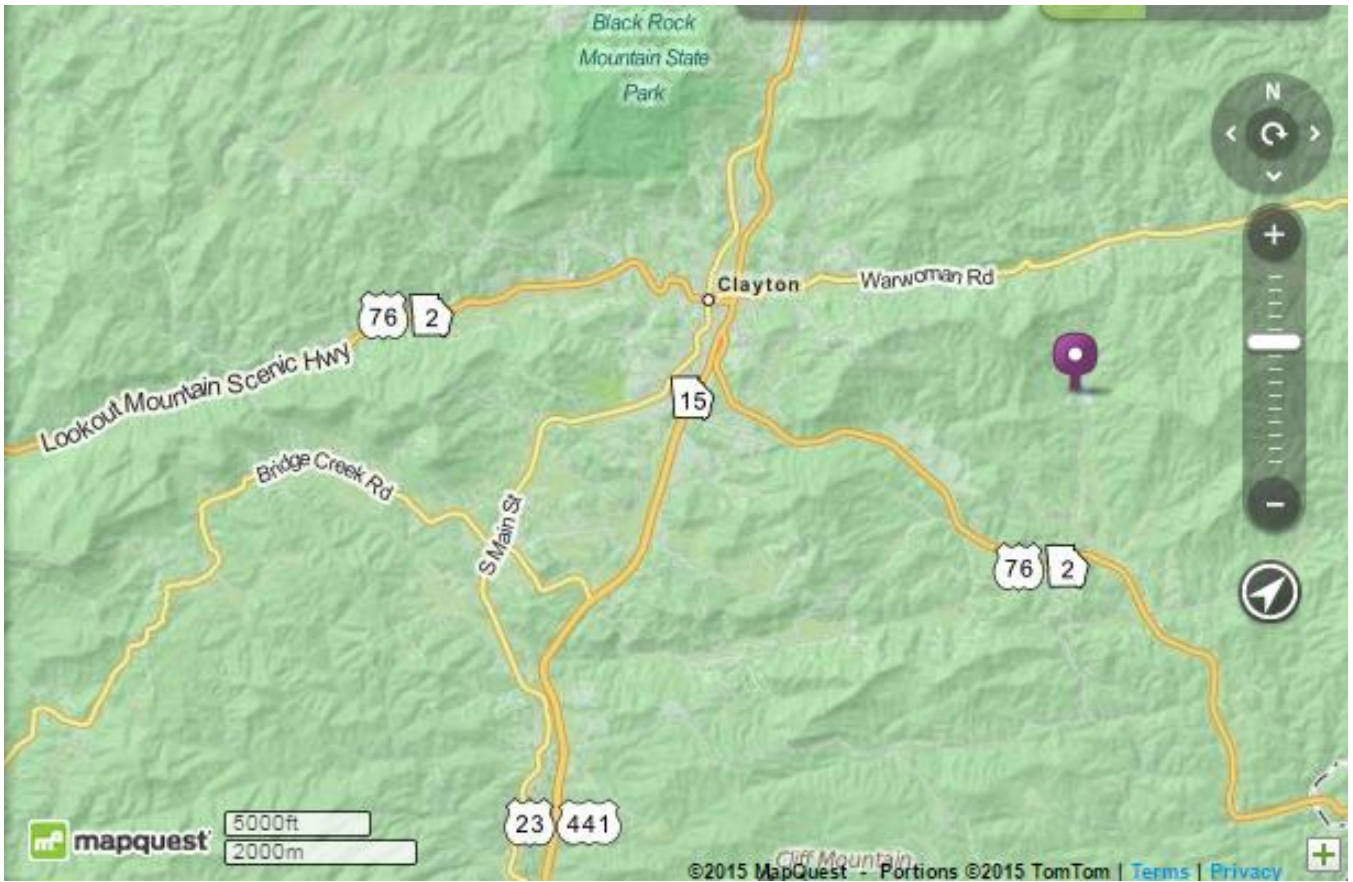 Black Rock
Mountain State
Park
N
Clayton
Warwoman Rd
76 2
Lookout Mountain Scenic Hwy
15
Bridge Creek Rd
S Main St
76 2
23 441
mapquest
5000ft
2000m
Cliff Mountain
©2015 MapQuest - Portions ©2015 TomTom | Terms | Privacy